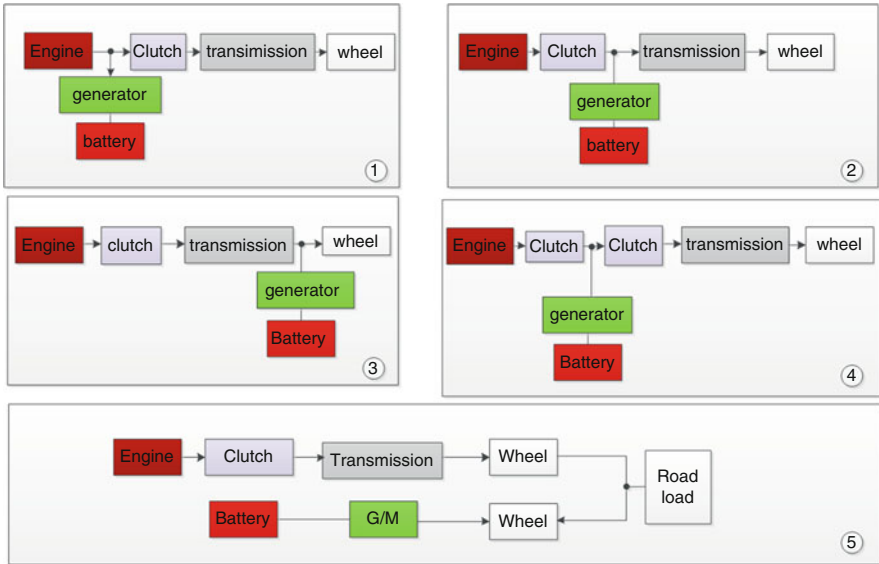 Engine Clutch transimission wheel
generator
battery
1
Engine Clutch transmission wheel
generator
battery
2
Engine clutch transmission wheel
generator
Battery
3
Engine Clutch Clutch transmission wheel
generator
Battery
4
Engine Clutch Transmission Wheel
Road
load
Battery G/M Wheel
5